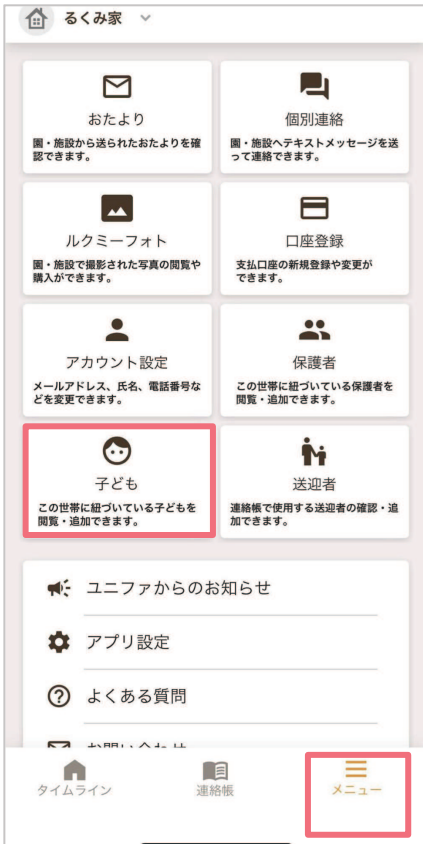 るくみ家
おたより
園・施設から送られたおたよりを確
認できます。
個別連絡
園・施設へテキストメッセージを送
って連絡できます。
ルクミーフォト
園・施設で撮影された写真の閲覧や
購入ができます。
口座登録
支払口座の新規登録や変更が
できます。
アカウント設定
メールアドレス、氏名、電話番号な
どを変更できます。
保護者
この世帯に紐づいている保護者を
閲覧・追加できます。
子ども
この世帯に紐づいている子どもを
閲覧・追加できます。
送迎者
連絡帳で使用する送迎者の確認・追
加できます。
ユニファからのお知らせ
アプリ設定
よくある質問
お問い合わせ
タイムライン
連絡帳
メニュー